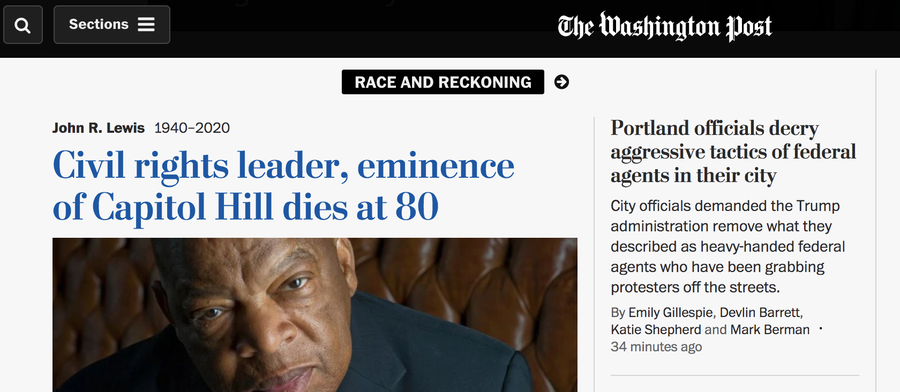 Sections
The Washington Post
RACE AND RECKONING
John R. Lewis 1940–2020
Civil rights leader, eminence
of Capitol Hill dies at 80
Portland officials decry
aggressive tactics of federal
agents in their city
City officials demanded the Trump
administration remove what they
described as heavy-handed federal
agents who have been grabbing
protesters off the streets.
By Emily Gillespie, Devlin Barrett,
Katie Shepherd and Mark Berman •
34 minutes ago